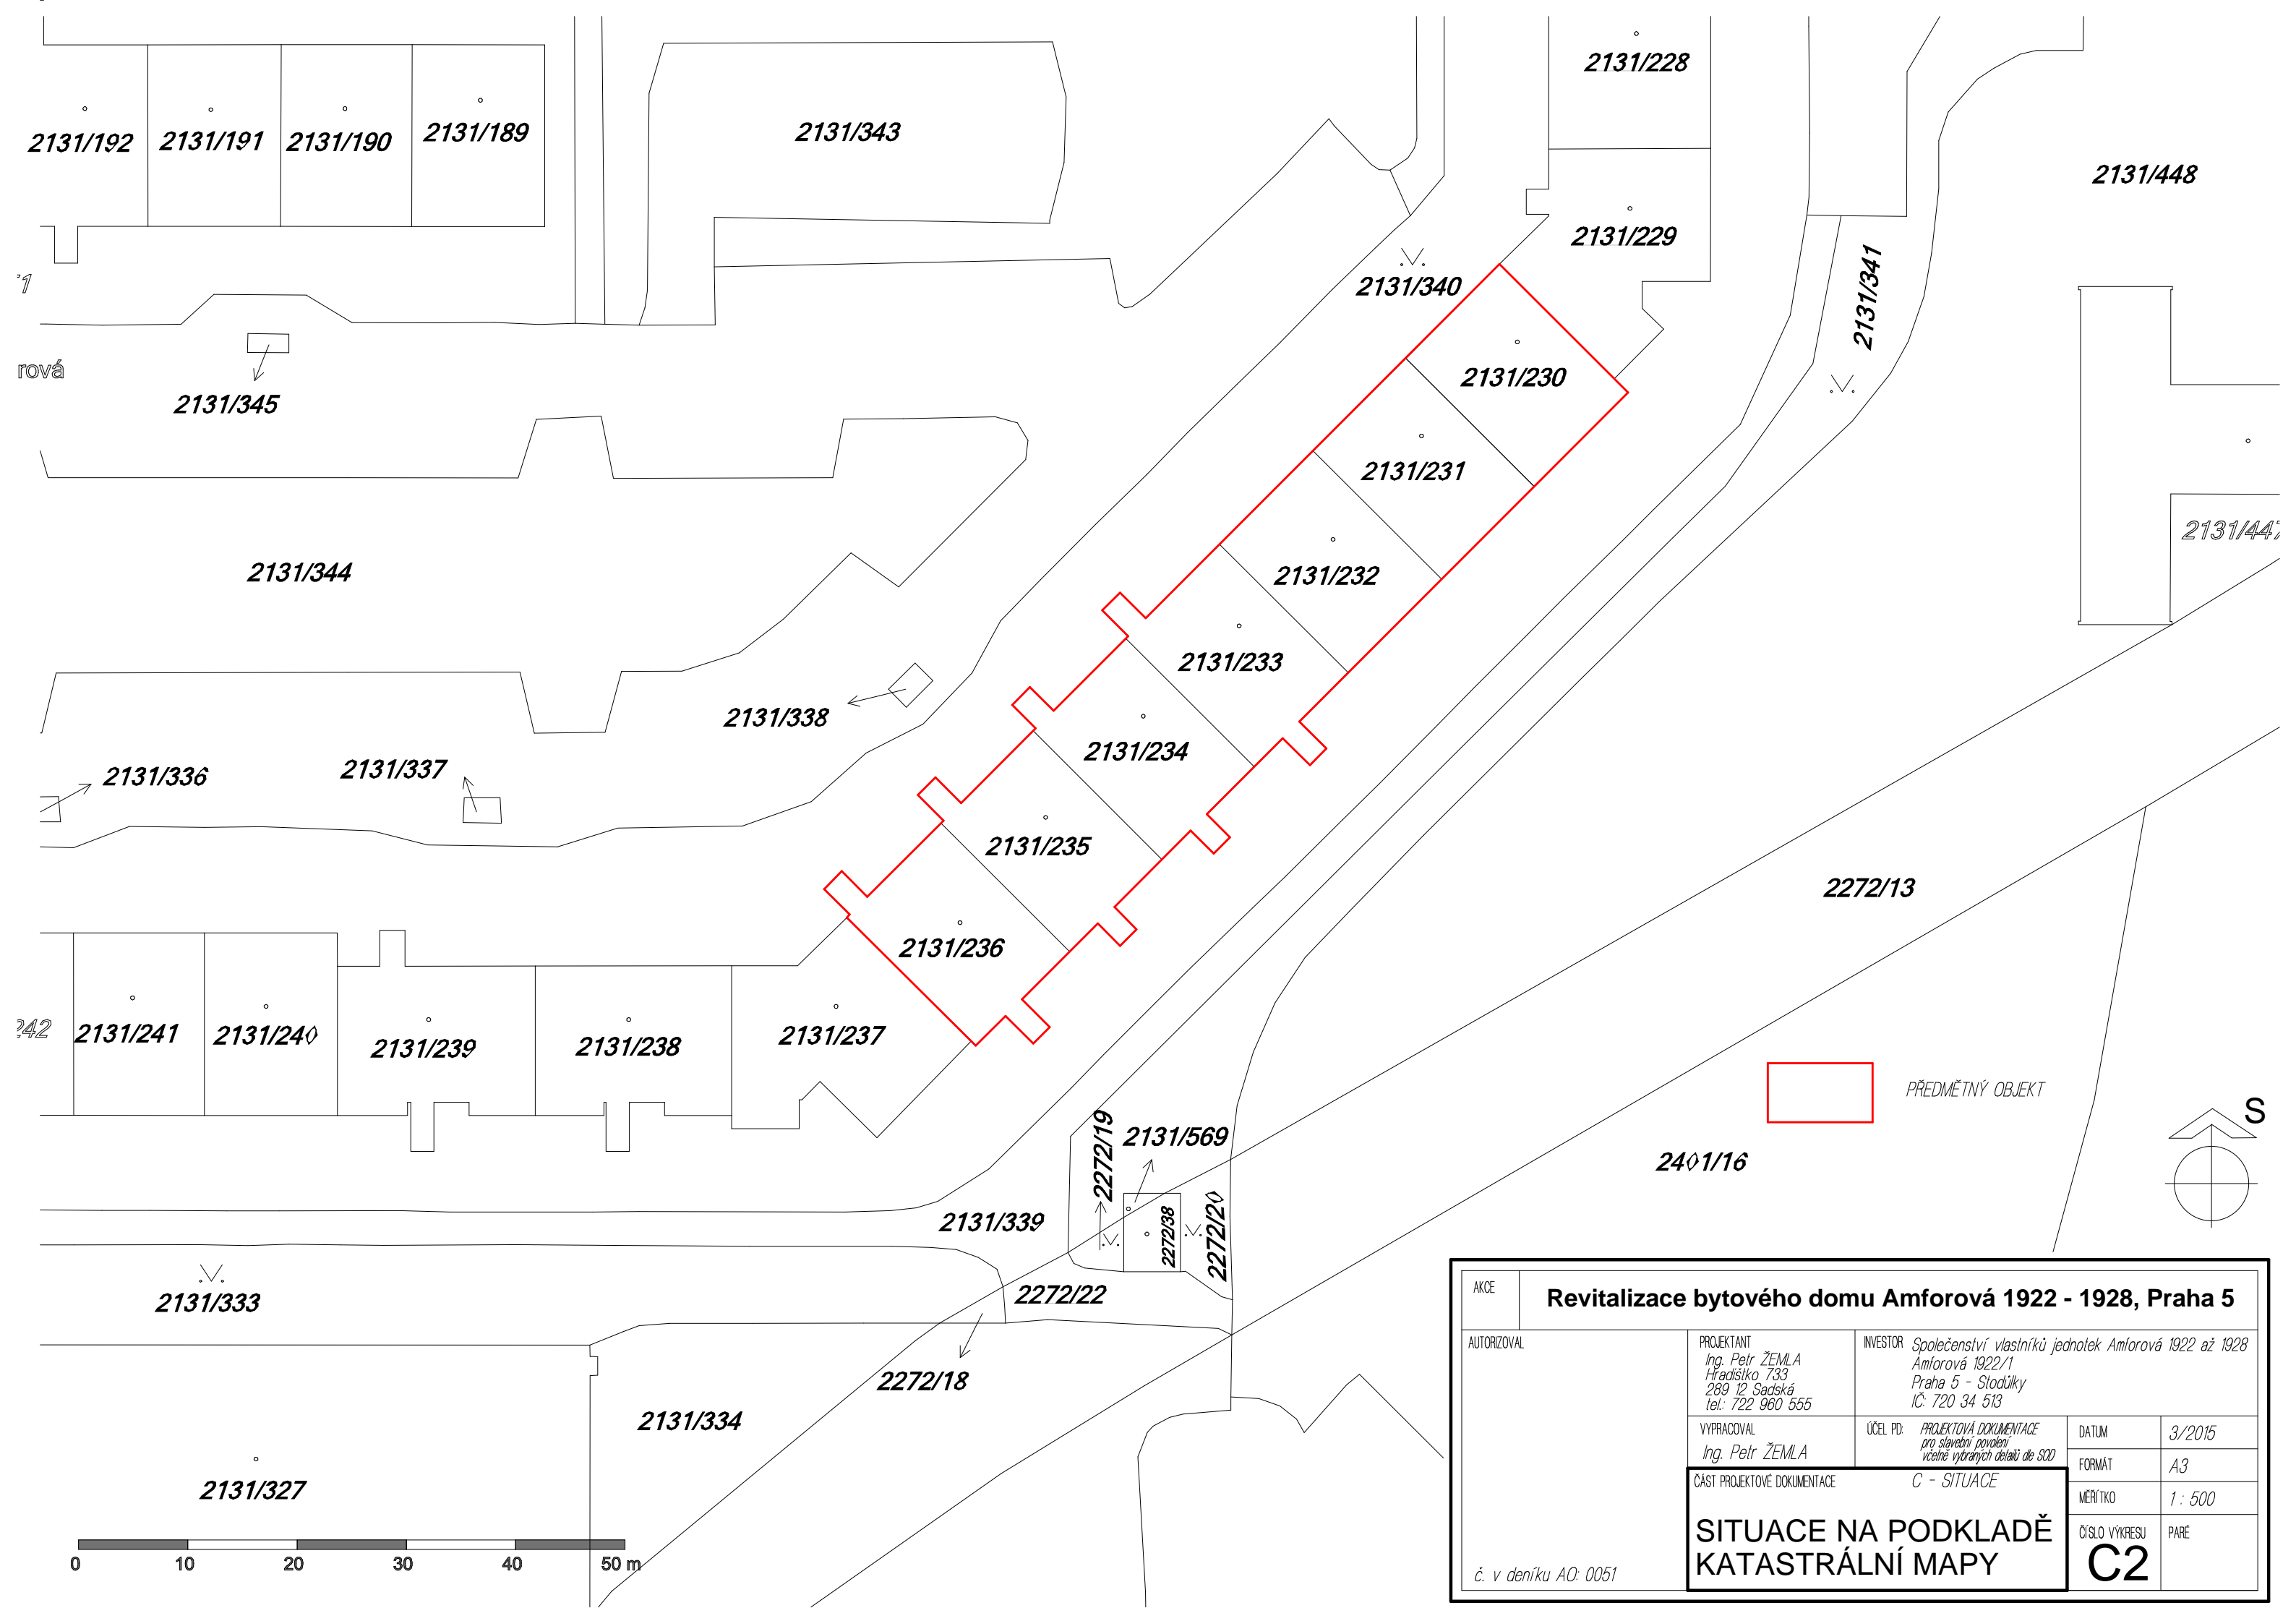 2131/228
2131/192
2131/191
2131/190
2131/189
2131/343
2131/448
2131/229
2131/340
2131/341
rová
2131/345
2131/230
2131/231
2131/447
2131/344
2131/232
2131/233
2131/338
2131/234
2131/336
2131/337
2131/235
2272/13
2131/236
242
2131/241
2131/240
2131/239
2131/238
2131/237
PŘEDMĚTNÝ OBJEKT
S
2272/19
2131/569
2401/16
2131/339
2272/38
2272/20
2131/333
2272/22
2272/18
2131/334
2131/327
0 10 20 30 40 50 m
AKCE
Revitalizace bytového domu Amforová 1922 - 1928, Praha 5
AUTORIZOVAL
č. v deníku AO: 0051
PROJEKTANT
Ing. Petr ŽEMLA
Hradištko 733
289 12 Sadská
tel.: 722 960 555
INVESTOR Společenství vlastníků jednotek Amforová 1922 až 1928
Amforová 1922/1
Praha 5 - Stodůlky
IČ: 720 34 513
VYPRACOVAL
Ing. Petr ŽEMLA
ÚČEL PD: PROJEKTOVÁ DOKUMENTACE
pro stavební povolení
včetně vybraných detailů dle SOD
DATUM 3/2015
FORMÁT A3
MĚŘÍTKO 1 : 500
ČÁST PROJEKTOVÉ DOKUMENTACE C - SITUACE
SITUACE NA PODKLADĚ
KATASTRÁLNÍ MAPY
ČÍSLO VÝKRESU
C2
PARÉ